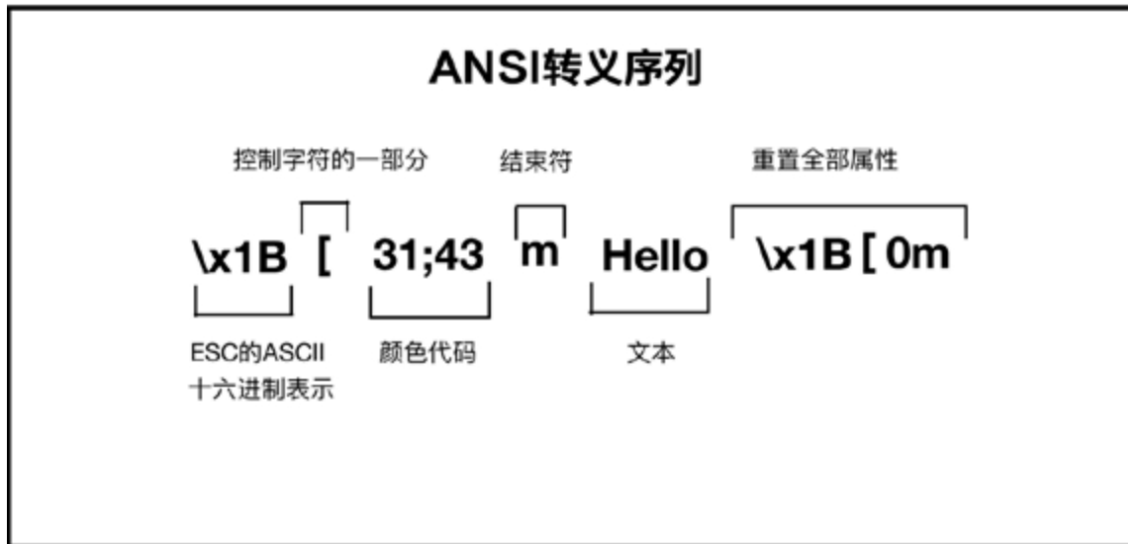 ANSI转义序列
控制字符的一部分 结束符 重置全部属性
\x1B [ 31;43 m Hello \x1B [ 0m
ESC的ASCII 颜色代码 文本
十六进制表示